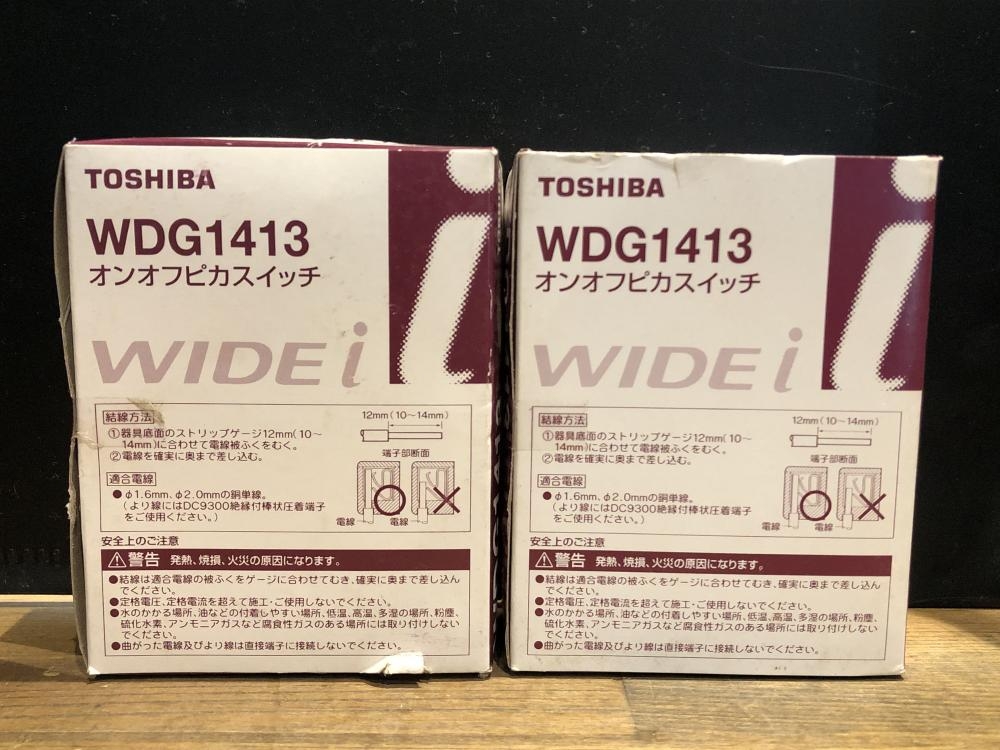 TOSHIBA
WDG1413
オンオフピカスイッチ
WIDE i
i
結線方法
12mm(10～14mm)
①器具底面のストリップゲージ12mm(10～
14mm)に合わせて電線被ふくをむく。
②電線を確実に奥まで差し込む。
端子部断面
適合電線
●φ1.6mm、φ2.0mmの銅単線。
(より線にはDC9300絶縁付棒状圧着端子
をご使用ください。)
電線 電線
安全上のご注意
警告 発熱、焼損、火災の原因になります。
●結線は適合電線の被ふくをゲージに合わせてむき、確実に奥まで差し込ん
でください。
●定格電圧、定格電流を超えて施工・ご使用しないでください。
●水のかかる場所、油などの付着しやすい場所、低温、高温、多湿の場所、粉塵、
硫化水素、アンモニアガスなど腐食性ガスのある場所には取り付けしない
でください。
●曲がった電線及びより線は直接端子に接続しないでください。
TOSHIBA
WDG1413
オンオフピカスイッチ
WIDE i
i
結線方法
12mm(10～14mm)
①器具底面のストリップゲージ12mm(10～
14mm)に合わせて電線被ふくをむく。
②電線を確実に奥まで差し込む。
端子部断面
適合電線
●φ1.6mm、φ2.0mmの銅単線。
(より線にはDC9300絶縁付棒状圧着端子
をご使用ください。)
電線 電線
安全上のご注意
警告 発熱、焼損、火災の原因になります。
●結線は適合電線の被ふくをゲージに合わせてむき、確実に奥まで差し込ん
でください。
●定格電圧、定格電流を超えて施工・ご使用しないでください。
●水のかかる場所、油などの付着しやすい場所、低温、高温、多湿の場所、粉塵、
硫化水素、アンモニアガスなど腐食性ガスのある場所には取り付けしない
でください。
●曲がった電線及びより線は直接端子に接続しないでください。